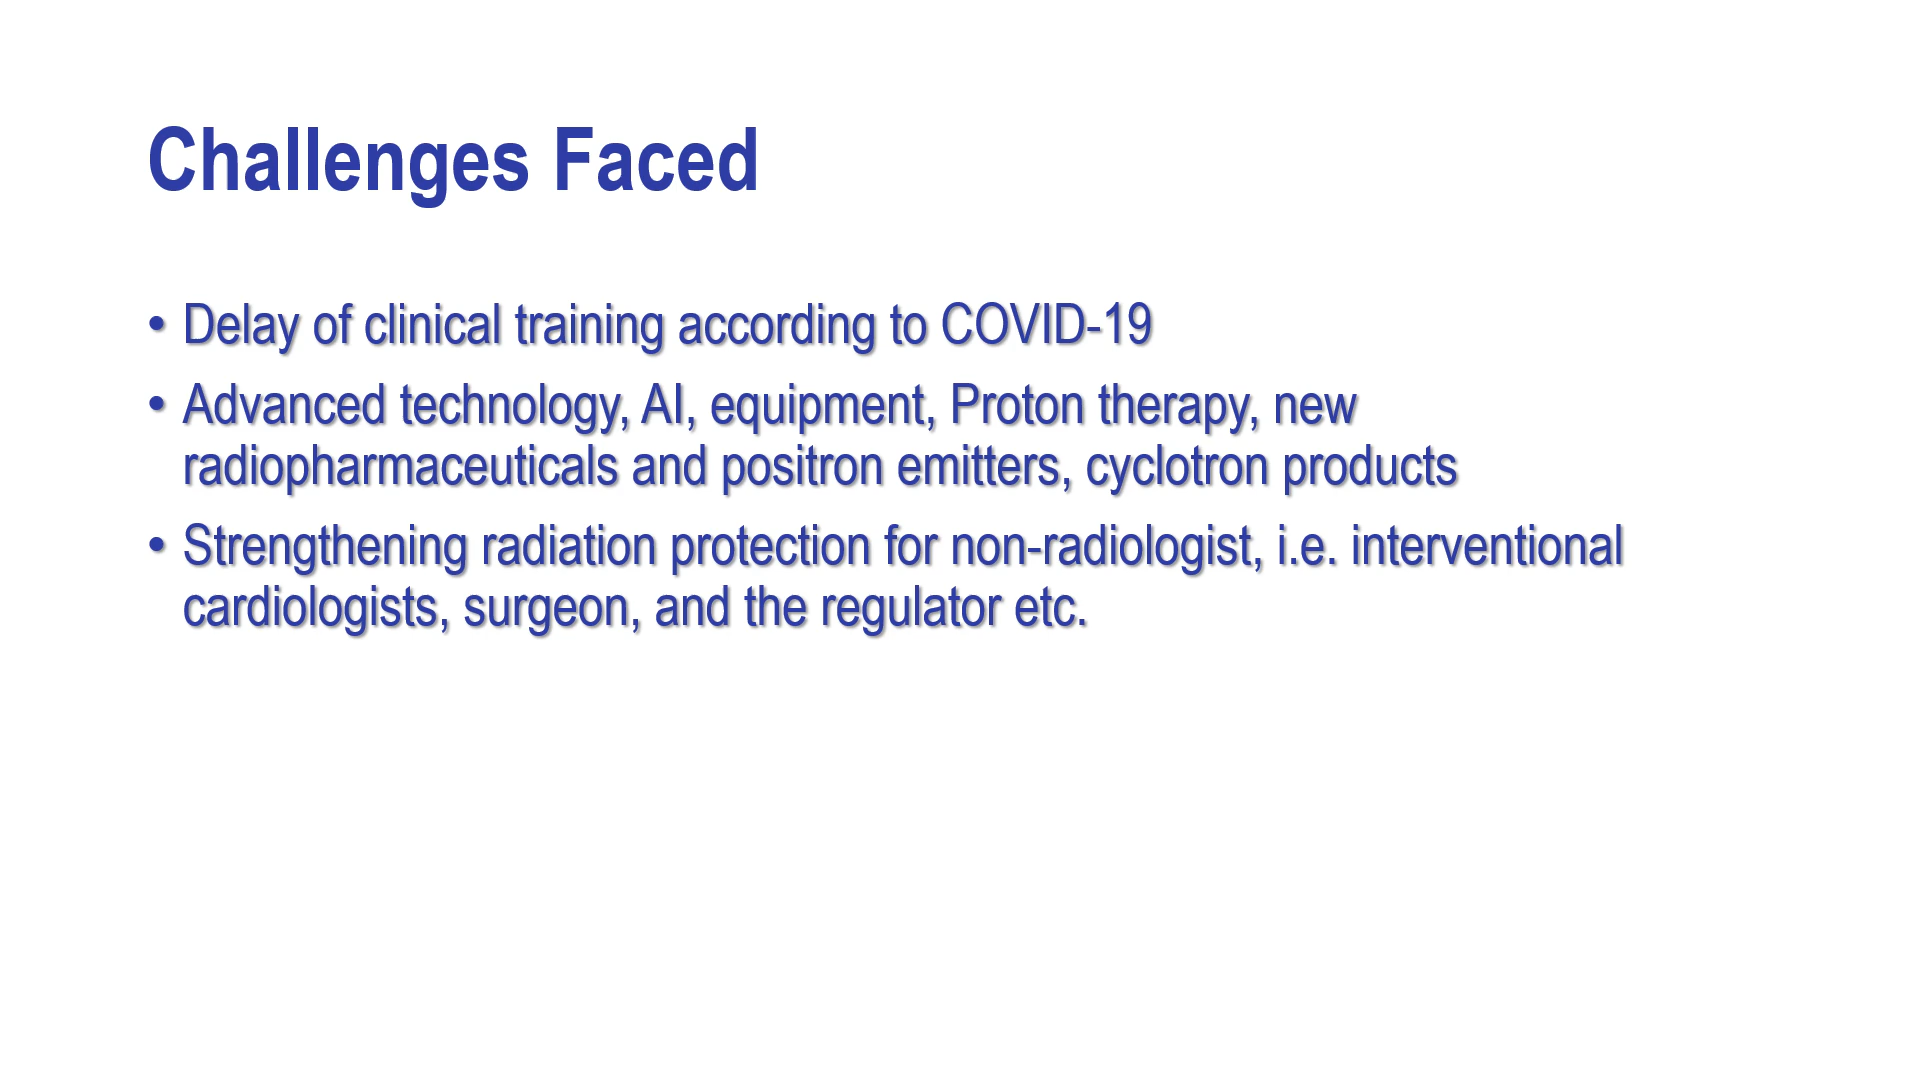 Challenges Faced
• Delay of clinical training according to COVID-19
• Advanced technology, AI, equipment, Proton therapy, new
radiopharmaceuticals and positron emitters, cyclotron products
• Strengthening radiation protection for non-radiologist, i.e. interventional
cardiologists, surgeon, and the regulator etc.